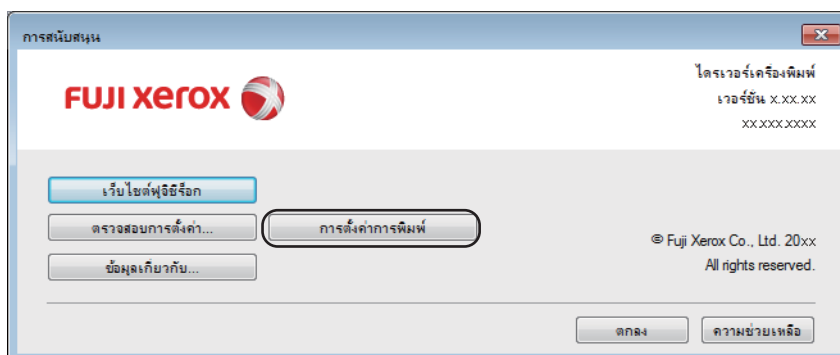 การสนับสนุน
FUJI xerox
ไดรเวอร์เครื่องพิมพ์
เวอร์ชัน x.xx.xx
xx.xxx.xxxx
เว็บไซต์ฟูจิซีร็อก
ตรวจสอบการตั้งค่า...
การตั้งค่าการพิมพ์
ข้อมูลเกี่ยวกับ...
© Fuji Xerox Co., Ltd. 20xx
All rights reserved.
ตกลง
ความช่วยเหลือ